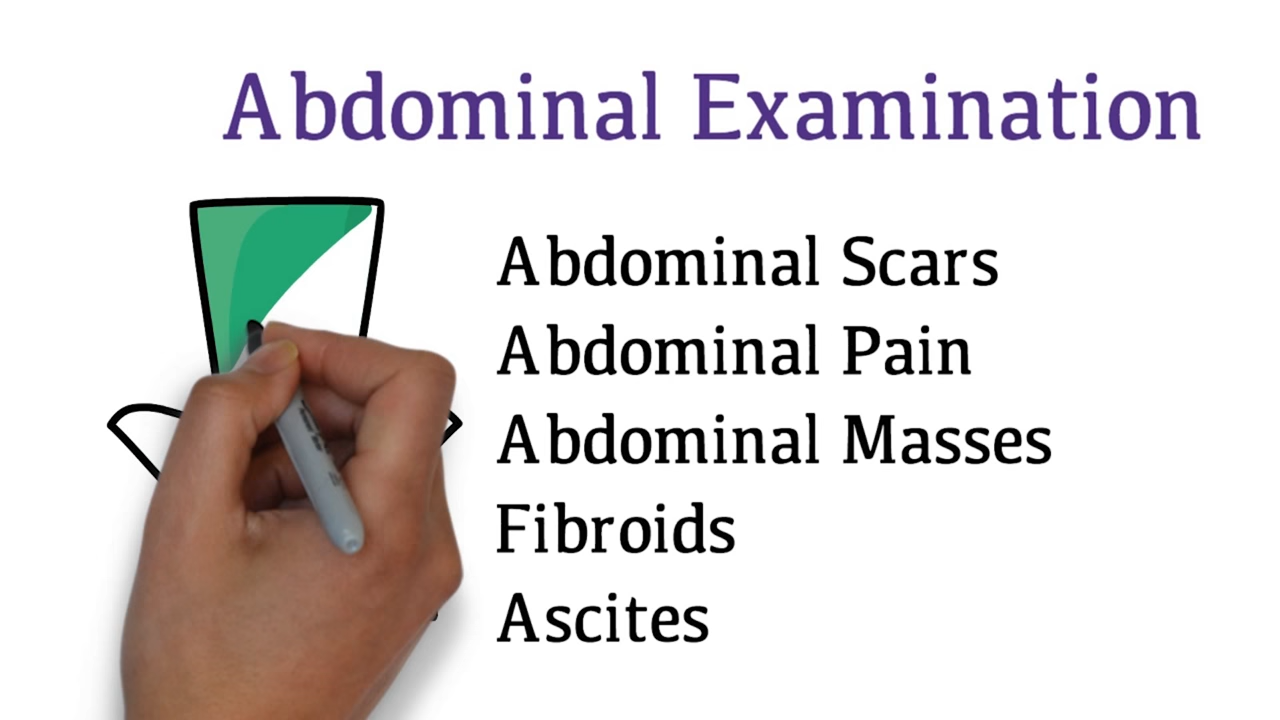 Abdominal Examination
Abdominal Scars
Abdominal Pain
Abdominal Masses
Fibroids
Ascites